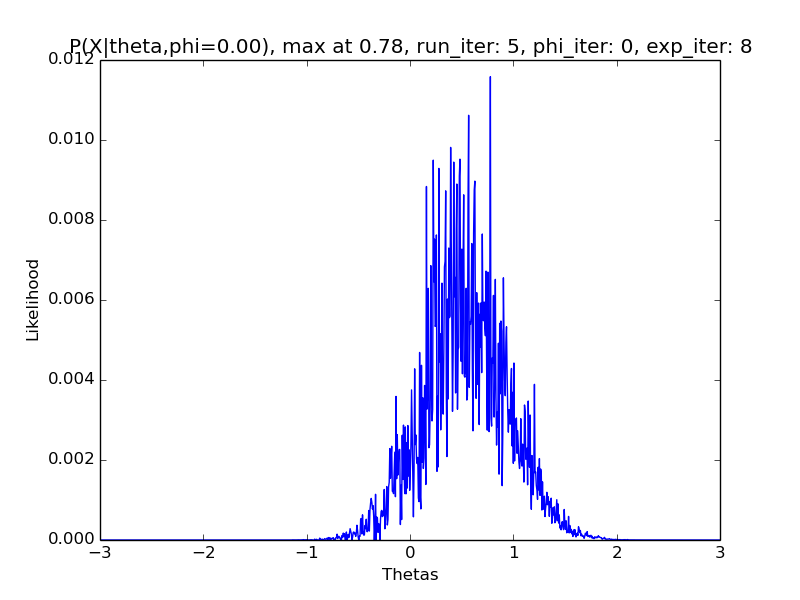 P(X|theta,phi=0.00), max at 0.78, run_iter: 5, phi_iter: 0, exp_iter: 8
0.012
0.010
0.008
0.006
0.004
0.002
0.000
Likelihood
−3 −2 −1 0 1 2 3
Thetas